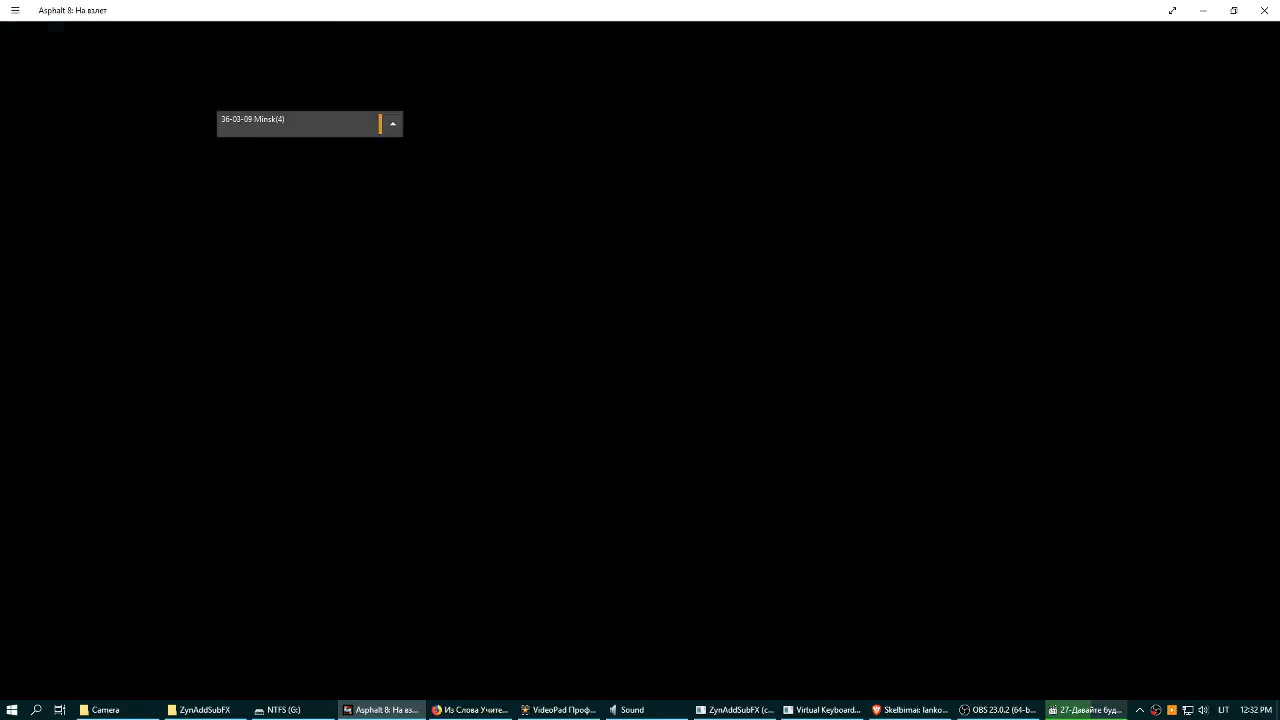 Asphalt 8: На взлет
36-03-09 Minsk(4)
Camera
ZynAddSubFX
NTFS (G:)
Asphalt 8: На вз...
Из Слова Учите...
VideoPad Проф...
Sound
ZynAddSubFX (c...
Virtual Keyboard...
Skelbimai: lanko...
OBS 23.0.2 (64-b...
27-Давайте буд...
LIT
12:32 PM